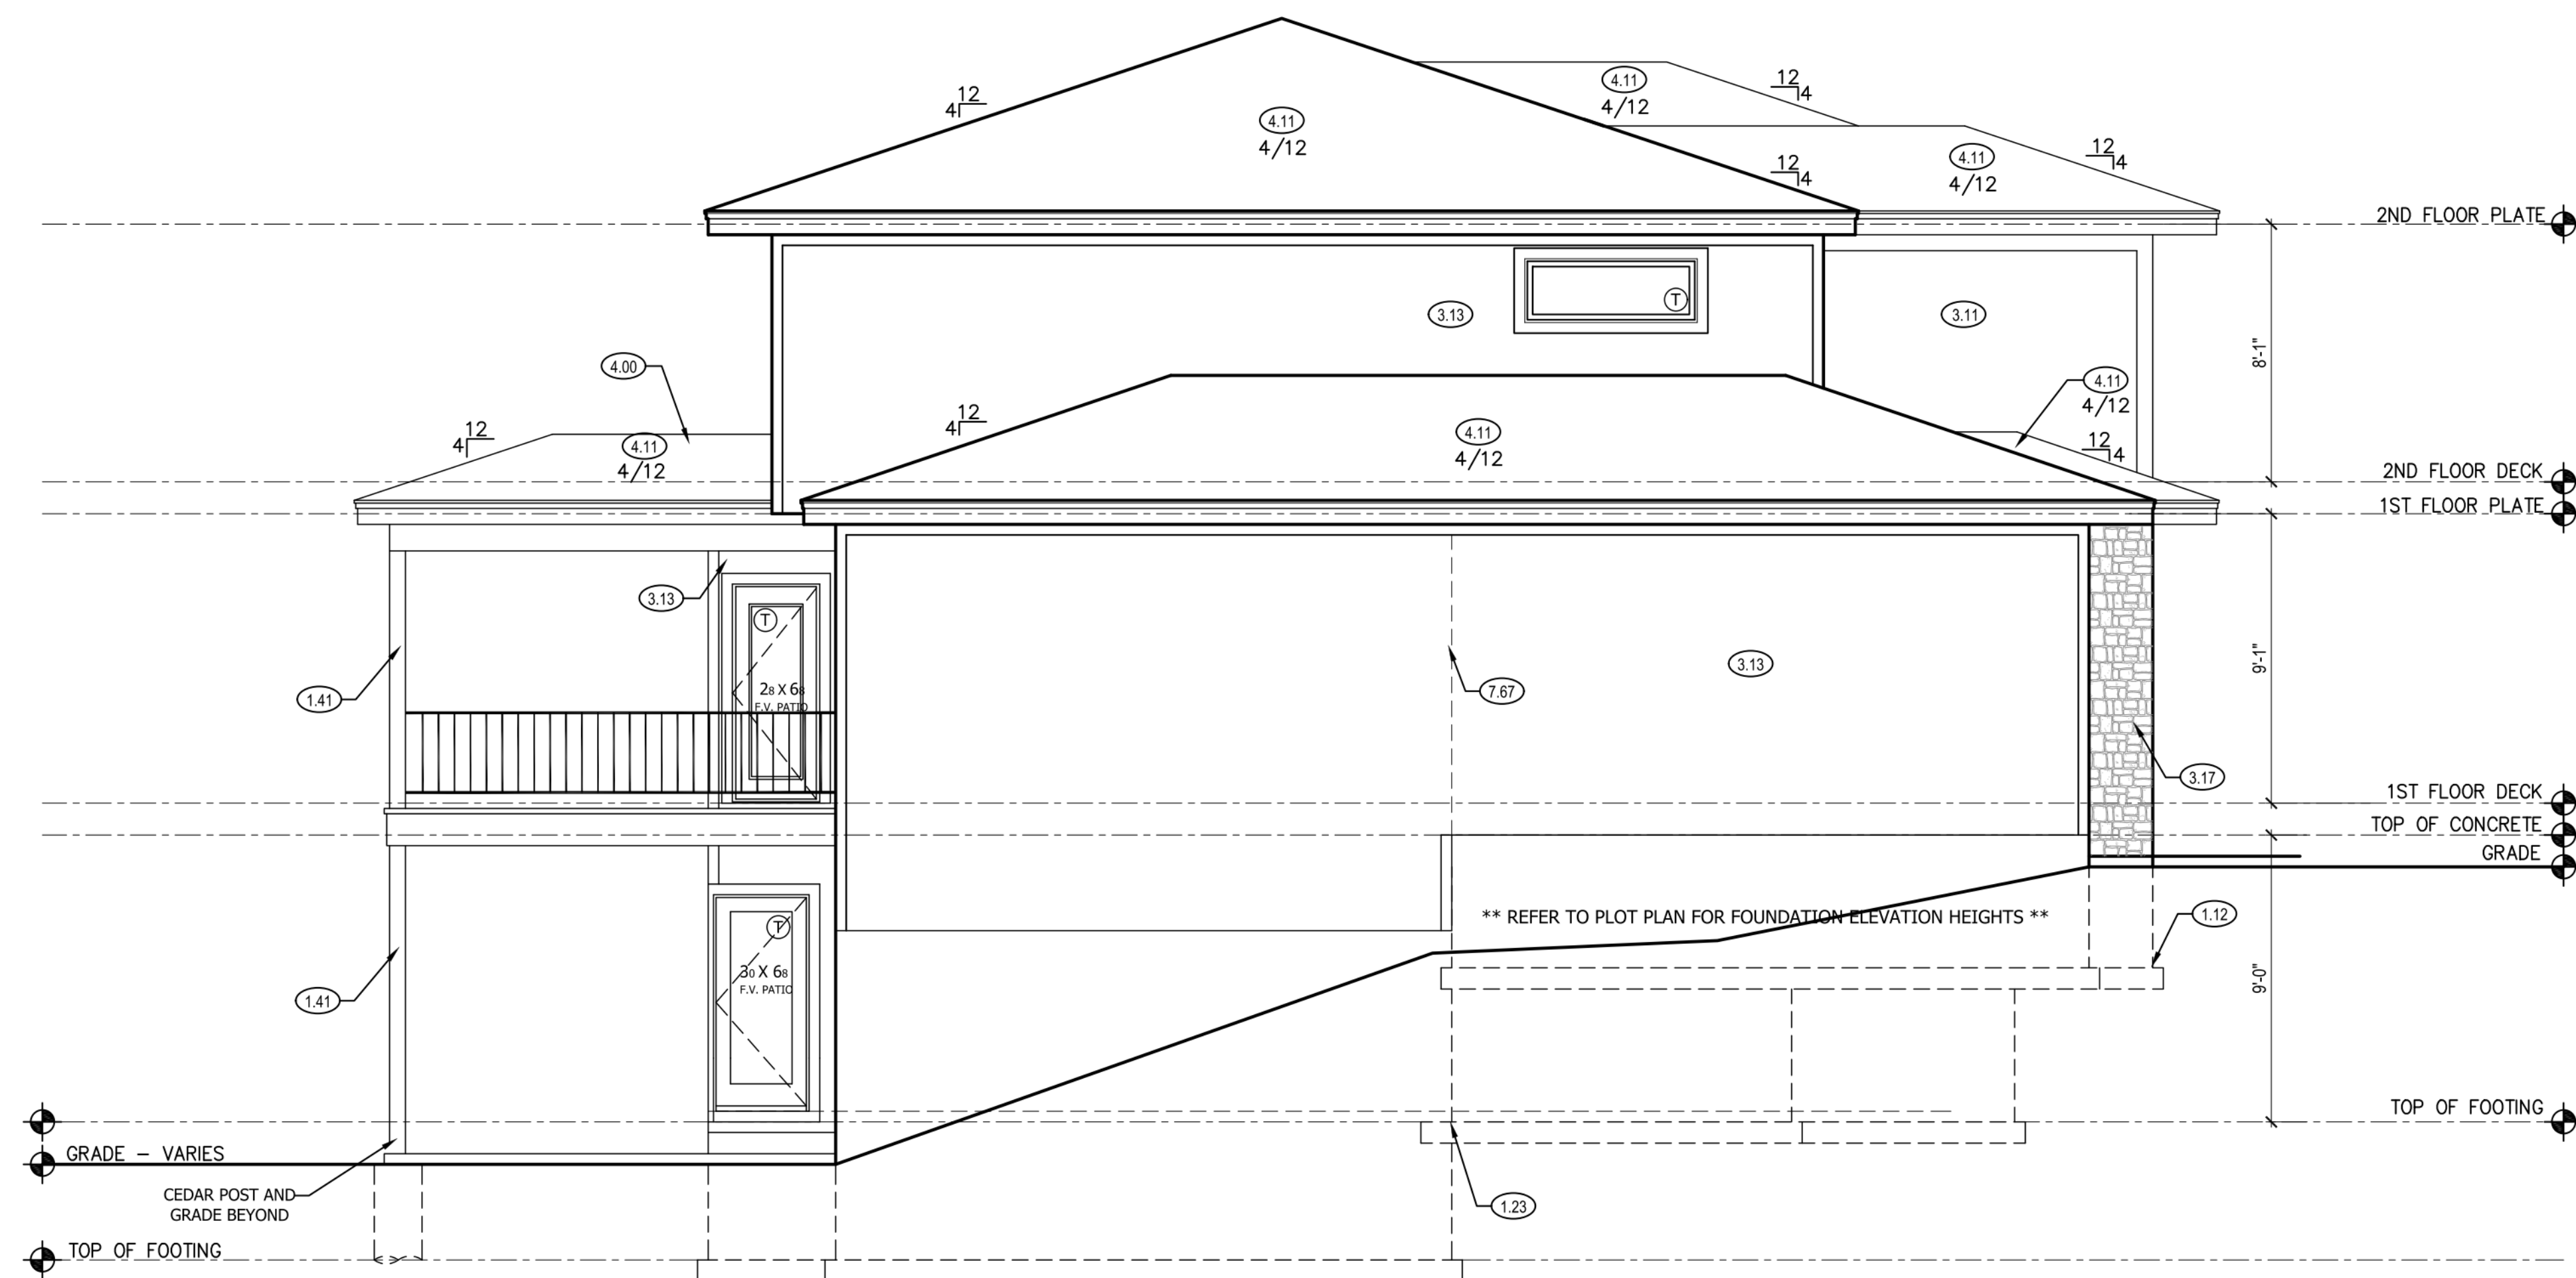 12
4
4.11
4/12
4.11
4/12
12
4
12
4
4.11
4/12
12
4
2ND FLOOR PLATE
3.13
T
3.11
8'-1"
4.00
4.11
4/12
12
4
4.11
4/12
12
4
4.11
4/12
12
4
2ND FLOOR DECK
1ST FLOOR PLATE
3.13
T
28 X 68
F.V. PATIO
1.41
7.67
3.13
9'-1"
3.17
1ST FLOOR DECK
TOP OF CONCRETE
GRADE
** REFER TO PLOT PLAN FOR FOUNDATION ELEVATION HEIGHTS **
1.12
T
30 X 68
F.V. PATIO
1.41
9'-0"
TOP OF FOOTING
GRADE - VARIES
CEDAR POST AND
GRADE BEYOND
1.23
TOP OF FOOTING